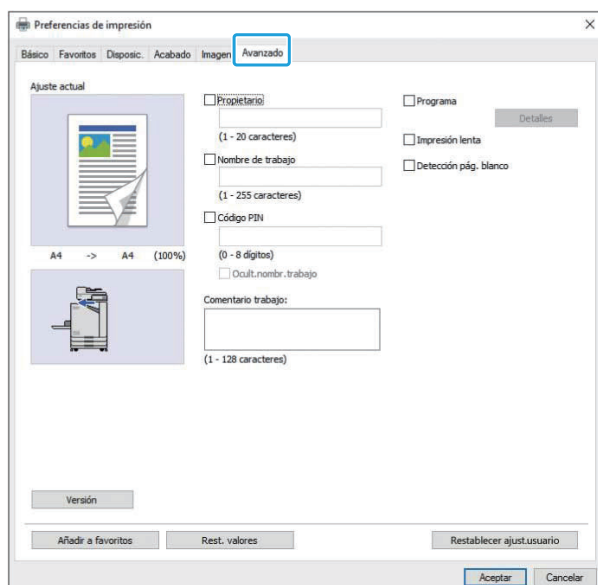 Preferencias de impresión
Básico Favoritos Disposic. Acabado Imagen Avanzado
Ajuste actual
A4 -> A4 (100%)
Propietario
(1 - 20 caracteres)
Nombre de trabajo
(1 - 255 caracteres)
Código PIN
(0 - 8 dígitos)
Ocult.nombr.trabajo
Comentario trabajo:
(1 - 128 caracteres)
Programa
Detalles
Impresión lenta
Detección pág. blanco
Versión
Añadir a favoritos Rest. valores Restablecer ajust.usuario
Aceptar Cancelar